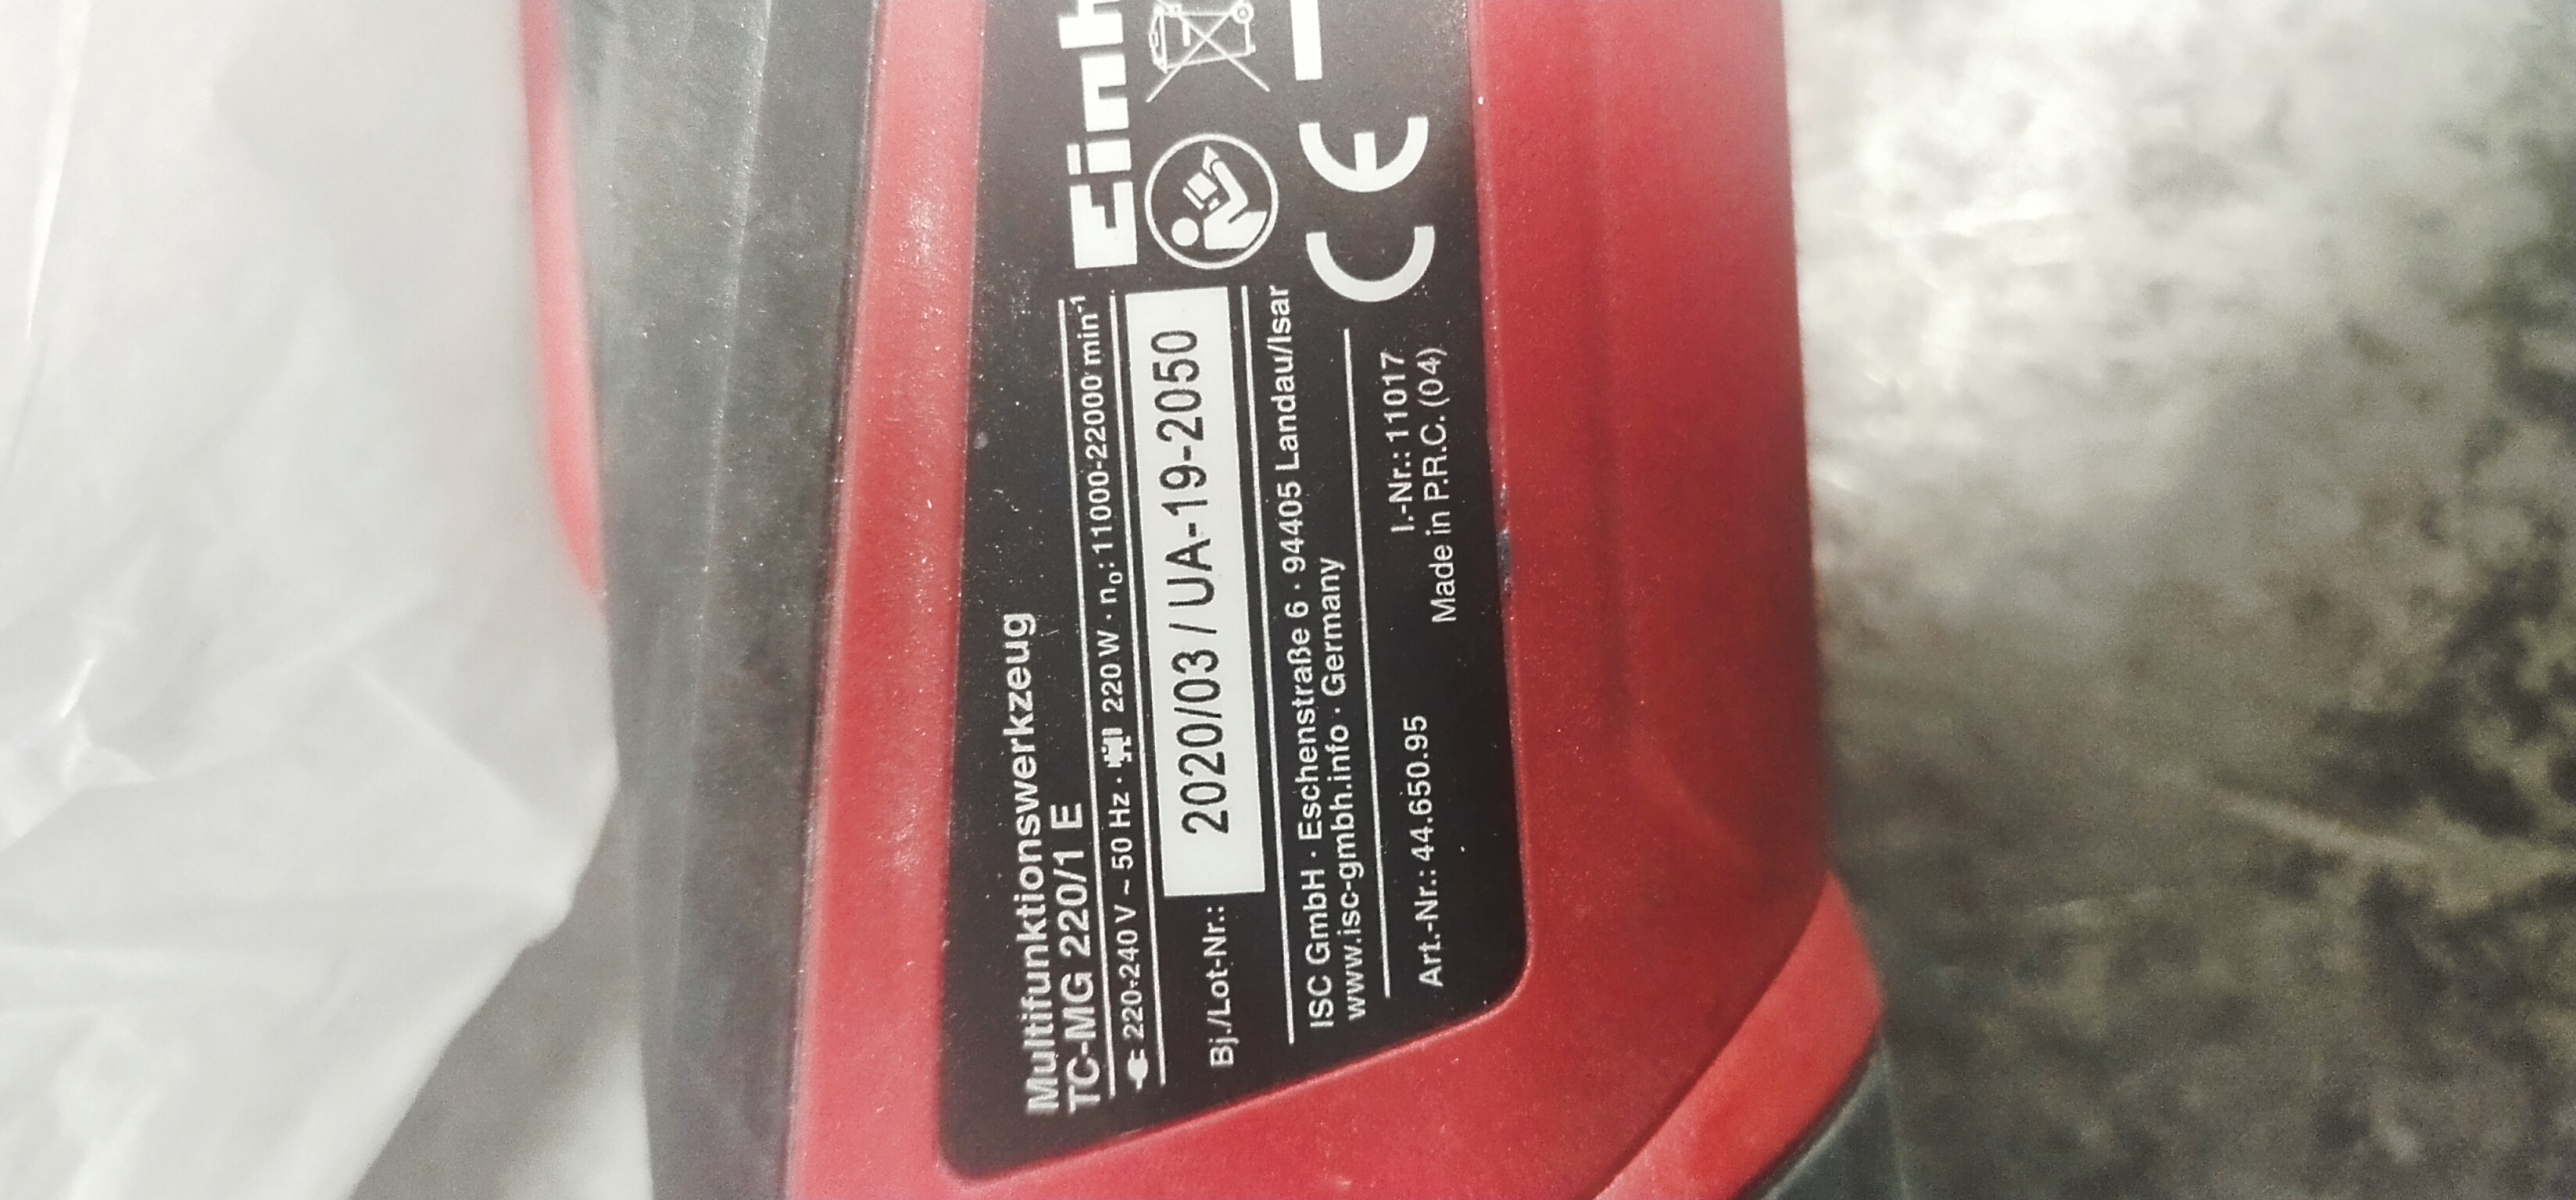 Multifunktionswerkzeug
TC-MG 220/1 E
220-240 V ~ 50 Hz · 220 W · n₀: 11000-22000 min⁻¹
Bj./Lot-Nr.: 2020/03 / UA-19-2050
ISC GmbH · Eschenstraße 6 · 94405 Landau/Isar
www.isc-gmbh.info · Germany
Art.-Nr.: 44.650.95 I.-Nr.: 11017
Made in P.R.C. (04)
Einh
CE